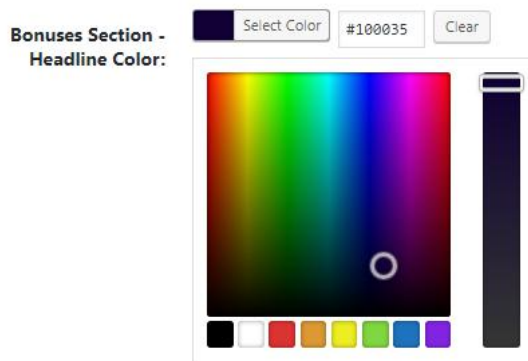 Bonuses Section -
Headline Color:
Select Color
#100035
Clear